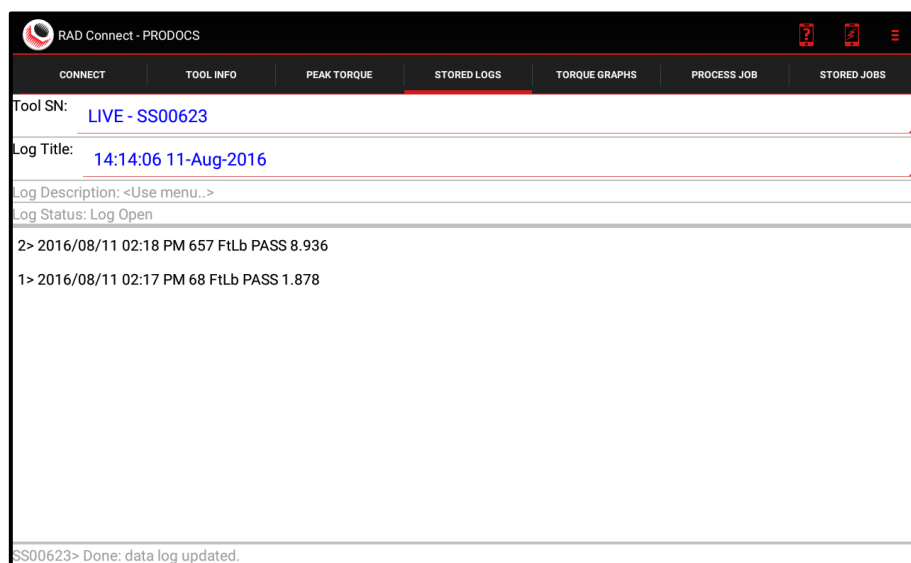 RAD Connect - PRODOCS
?
CONNECT TOOL INFO PEAK TORQUE STORED LOGS TORQUE GRAPHS PROCESS JOB STORED JOBS
Tool SN: LIVE - SS00623
Log Title: 14:14:06 11-Aug-2016
Log Description: <Use menu..>
Log Status: Log Open
2> 2016/08/11 02:18 PM 657 FtLb PASS 8.936
1> 2016/08/11 02:17 PM 68 FtLb PASS 1.878
SS00623> Done: data log updated.